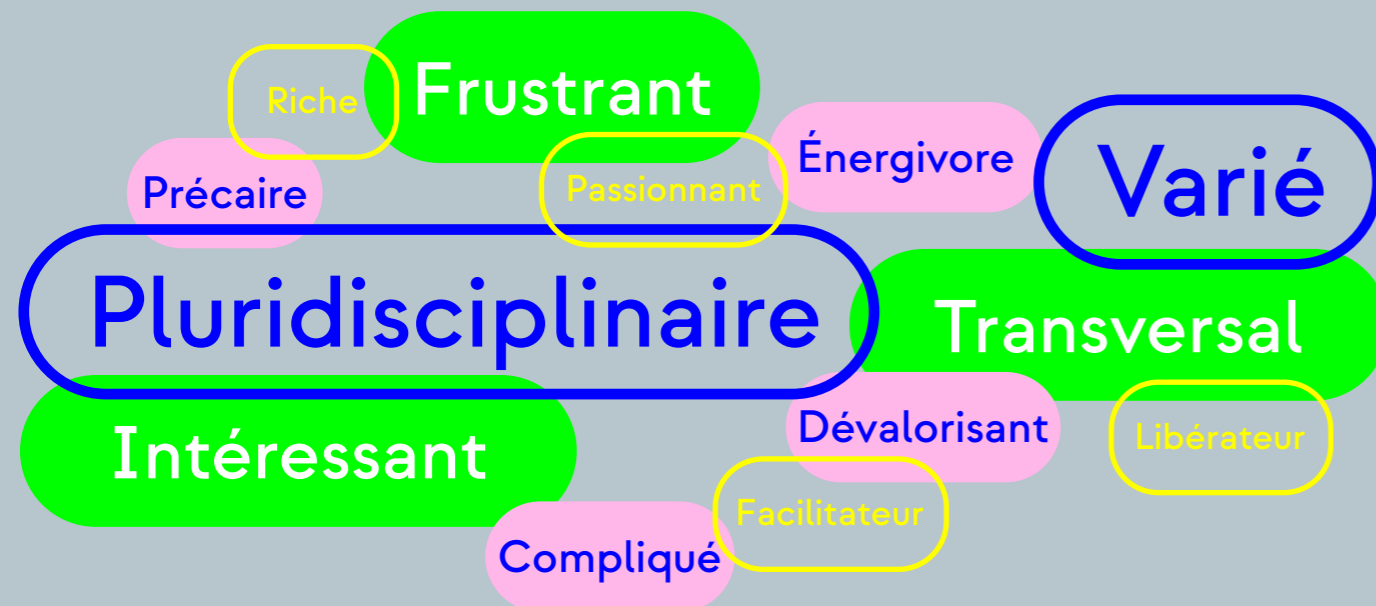 Frustrant
Riche
Énergivore
Varié
Précaire
Passionnant
Pluridisciplinaire
Transversal
Intéressant
Dévalorisant
Libérateur
Facilitateur
Compliqué